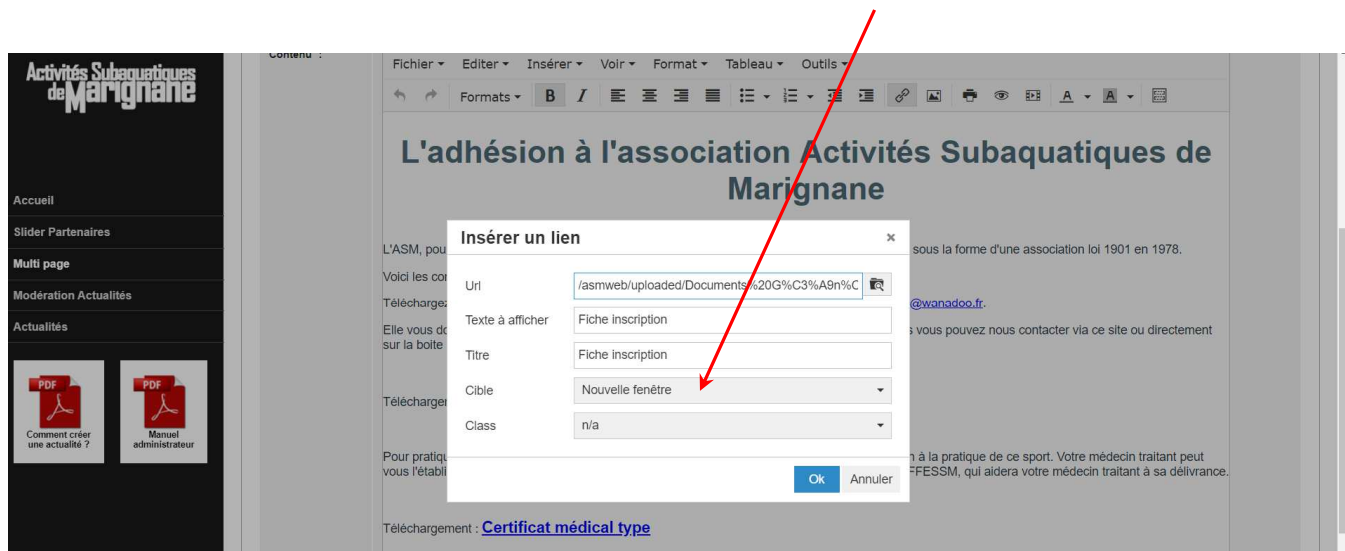 Activités Subaquatiques
de Marignane
Accueil
Slider Partenaires
Multi page
Modération Actualités
Actualités
PDF
Comment créer
une actualité ?
PDF
Manuel
administrateur
Contenu :
Fichier Editer Insérer Voir Format Tableau Outils
Formats B I A A
L'adhésion à l'association Activités Subaquatiques de
Marignane
L'ASM, pou sous la forme d'une association loi 1901 en 1978.
Voici les con
Téléchargez @wanadoo.fr.
Elle vous do s vous pouvez nous contacter via ce site ou directement
sur la boite
Télécharger
Pour pratiqu n à la pratique de ce sport. Votre médecin traitant peut
vous l'établi FFESSM, qui aidera votre médecin traitant à sa délivrance.
Téléchargement : Certificat médical type
Insérer un lien ×
Url /asmweb/uploaded/Documents%20G%C3%A9n%C
Texte à afficher Fiche inscription
Titre Fiche inscription
Cible Nouvelle fenêtre
Class n/a
Ok Annuler